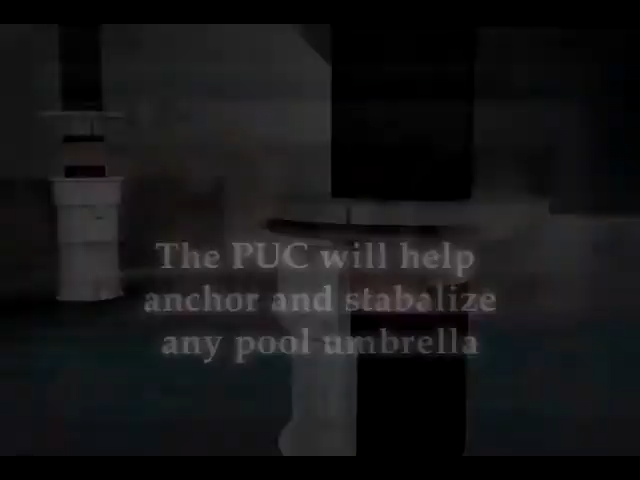 The PUC will help
anchor and stabalize
any pool umbrella